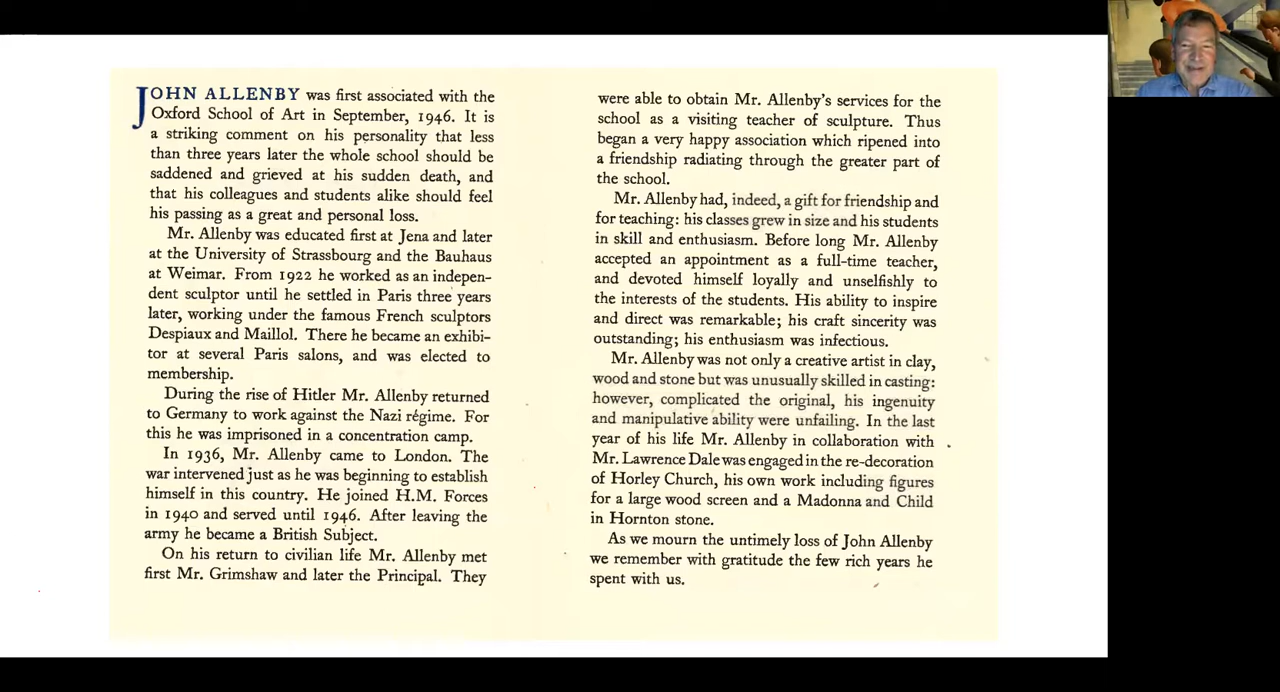 JOHN ALLENBY was first associated with the
Oxford School of Art in September, 1946. It is
a striking comment on his personality that less
than three years later the whole school should be
saddened and grieved at his sudden death, and
that his colleagues and students alike should feel
his passing as a great and personal loss.
Mr. Allenby was educated first at Jena and later
at the University of Strassbourg and the Bauhaus
at Weimar. From 1922 he worked as an indepen-
dent sculptor until he settled in Paris three years
later, working under the famous French sculptors
Despiaux and Maillol. There he became an exhibi-
tor at several Paris salons, and was elected to
membership.
During the rise of Hitler Mr. Allenby returned
to Germany to work against the Nazi régime. For
this he was imprisoned in a concentration camp.
In 1936, Mr. Allenby came to London. The
war intervened just as he was beginning to establish
himself in this country. He joined H.M. Forces
in 1940 and served until 1946. After leaving the
army he became a British Subject.
On his return to civilian life Mr. Allenby met
first Mr. Grimshaw and later the Principal. They
were able to obtain Mr. Allenby's services for the
school as a visiting teacher of sculpture. Thus
began a very happy association which ripened into
a friendship radiating through the greater part of
the school.
Mr. Allenby had, indeed, a gift for friendship and
for teaching: his classes grew in size and his students
in skill and enthusiasm. Before long Mr. Allenby
accepted an appointment as a full-time teacher,
and devoted himself loyally and unselfishly to
the interests of the students. His ability to inspire
and direct was remarkable; his craft sincerity was
outstanding; his enthusiasm was infectious.
Mr. Allenby was not only a creative artist in clay,
wood and stone but was unusually skilled in casting:
however, complicated the original, his ingenuity
and manipulative ability were unfailing. In the last
year of his life Mr. Allenby in collaboration with
Mr. Lawrence Dale was engaged in the re-decoration
of Horley Church, his own work including figures
for a large wood screen and a Madonna and Child
in Hornton stone.
As we mourn the untimely loss of John Allenby
we remember with gratitude the few rich years he
spent with us.